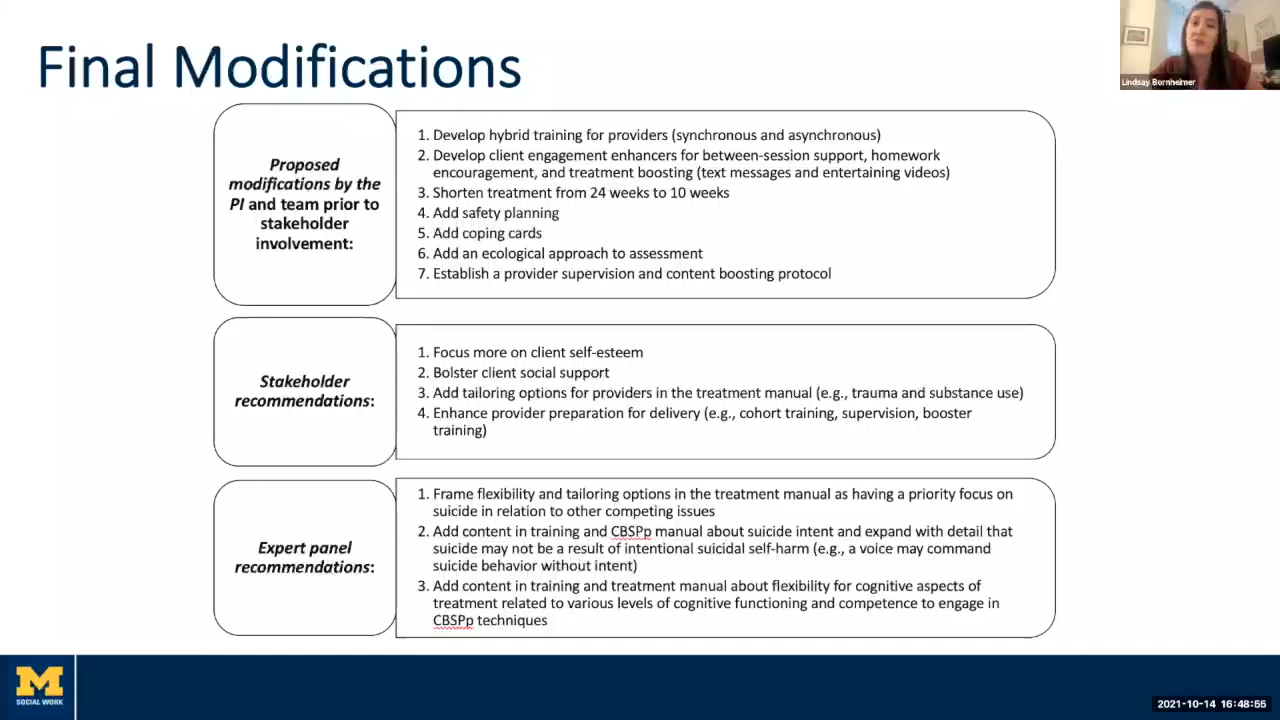 Final Modifications
Lindsay Bornheimer
Proposed
modifications by the
PI and team prior to
stakeholder
involvement:
1. Develop hybrid training for providers (synchronous and asynchronous)
2. Develop client engagement enhancers for between-session support, homework
encouragement, and treatment boosting (text messages and entertaining videos)
3. Shorten treatment from 24 weeks to 10 weeks
4. Add safety planning
5. Add coping cards
6. Add an ecological approach to assessment
7. Establish a provider supervision and content boosting protocol
Stakeholder
recommendations:
1. Focus more on client self-esteem
2. Bolster client social support
3. Add tailoring options for providers in the treatment manual (e.g., trauma and substance use)
4. Enhance provider preparation for delivery (e.g., cohort training, supervision, booster
training)
Expert panel
recommendations:
1. Frame flexibility and tailoring options in the treatment manual as having a priority focus on
suicide in relation to other competing issues
2. Add content in training and CBSPp manual about suicide intent and expand with detail that
suicide may not be a result of intentional suicidal self-harm (e.g., a voice may command
suicide behavior without intent)
3. Add content in training and treatment manual about flexibility for cognitive aspects of
treatment related to various levels of cognitive functioning and competence to engage in
CBSPp techniques
M
SOCIAL WORK
2021-10-14 16:48:55